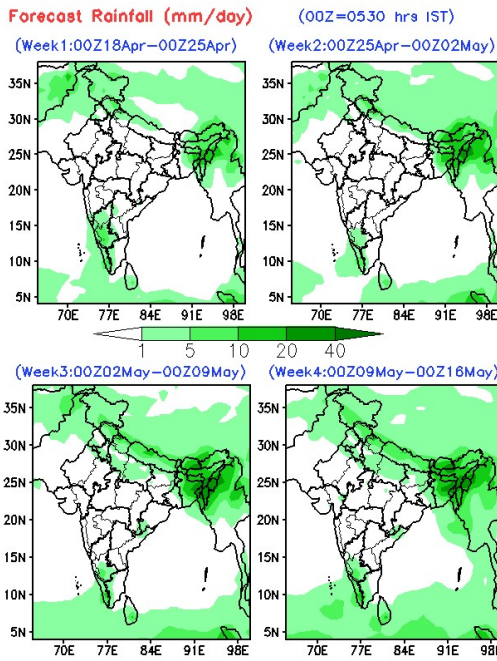 Forecast Rainfall (mm/day) (00Z=0530 hrs IST)
(Week1:00Z18Apr–00Z25Apr) (Week2:00Z25Apr–00Z02May)
35N 35N
30N 30N
25N 25N
20N 20N
15N 15N
10N 10N
5N 5N
70E 77E 84E 91E 98E 70E 77E 84E 91E 98E
1 5 10 20 40
(Week3:00Z02May–00Z09May) (Week4:00Z09May–00Z16May)
35N 35N
30N 30N
25N 25N
20N 20N
15N 15N
10N 10N
5N 5N
70E 77E 84E 91E 98E 70E 77E 84E 91E 98E